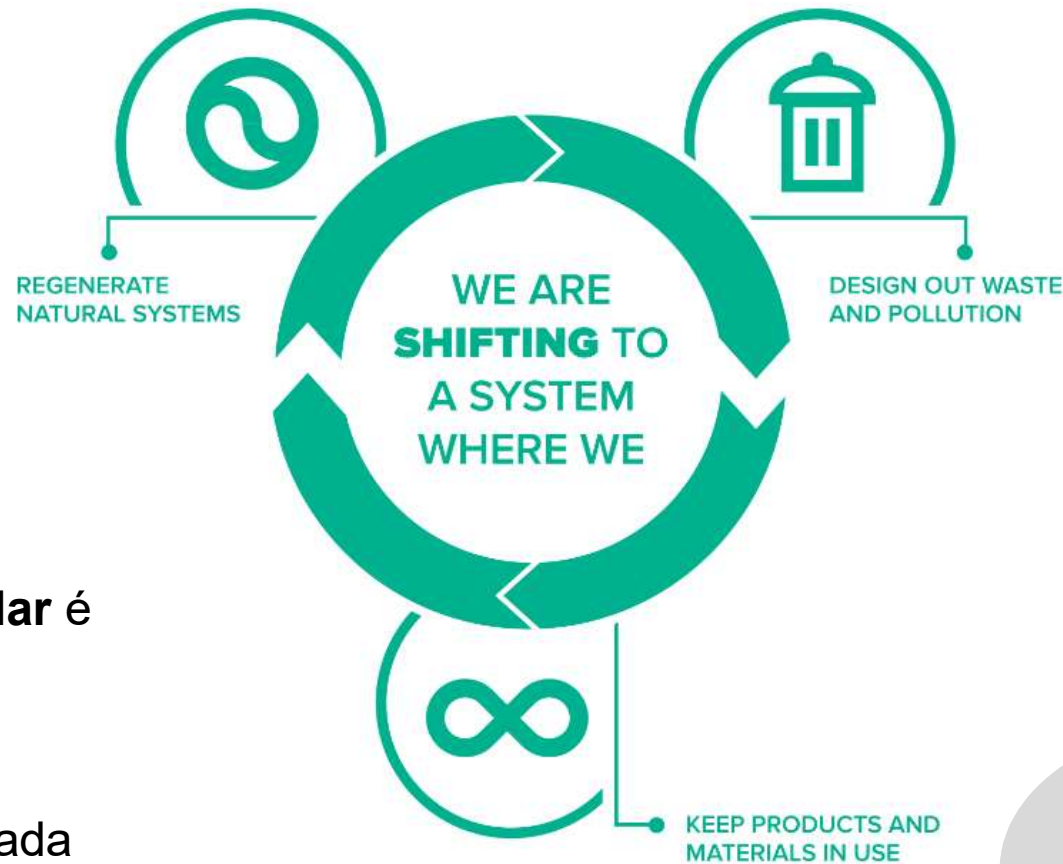 REGENERATE
NATURAL SYSTEMS
WE ARE
SHIFTING TO
A SYSTEM
WHERE WE
DESIGN OUT WASTE
AND POLLUTION
lar é
ada
KEEP PRODUCTS AND
MATERIALS IN USE